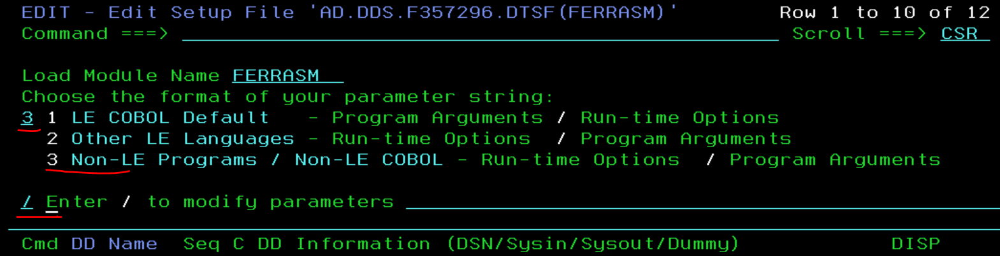 EDIT - Edit Setup File 'AD.DDS.F357296.DTSF(FERRASM)' Row 1 to 10 of 12
Command ===> Scroll ===> CSR
Load Module Name FERRASM
Choose the format of your parameter string:
3 1 LE COBOL Default - Program Arguments / Run-time Options
2 Other LE Languages - Run-time Options / Program Arguments
3 Non-LE Programs / Non-LE COBOL - Run-time Options / Program Arguments
/ Enter / to modify parameters
Cmd DD Name Seq C DD Information (DSN/Sysin/Sysout/Dummy) DISP